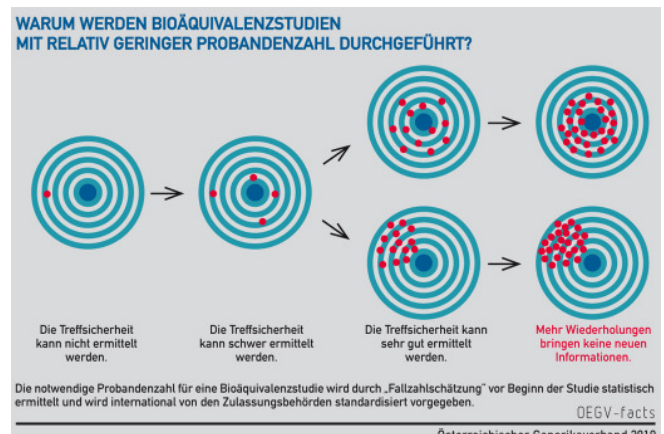 WARUM WERDEN BIOÄQUIVALENZSTUDIEN
MIT RELATIV GERINGER PROBANDENZAHL DURCHGEFÜHRT?
Die Treffsicherheit
kann nicht ermittelt
werden.
Die Treffsicherheit
kann schwer ermittelt
werden.
Die Treffsicherheit kann
sehr gut ermittelt
werden.
Mehr Wiederholungen
bringen keine neuen
Informationen.
Die notwendige Probandenzahl für eine Bioäquivalenzstudie wird durch „Fallzahlschätzung" vor Beginn der Studie statistisch
ermittelt und wird international von den Zulassungsbehörden standardisiert vorgegeben.
OEGV-facts
Österreichischer Generikaverband 2019